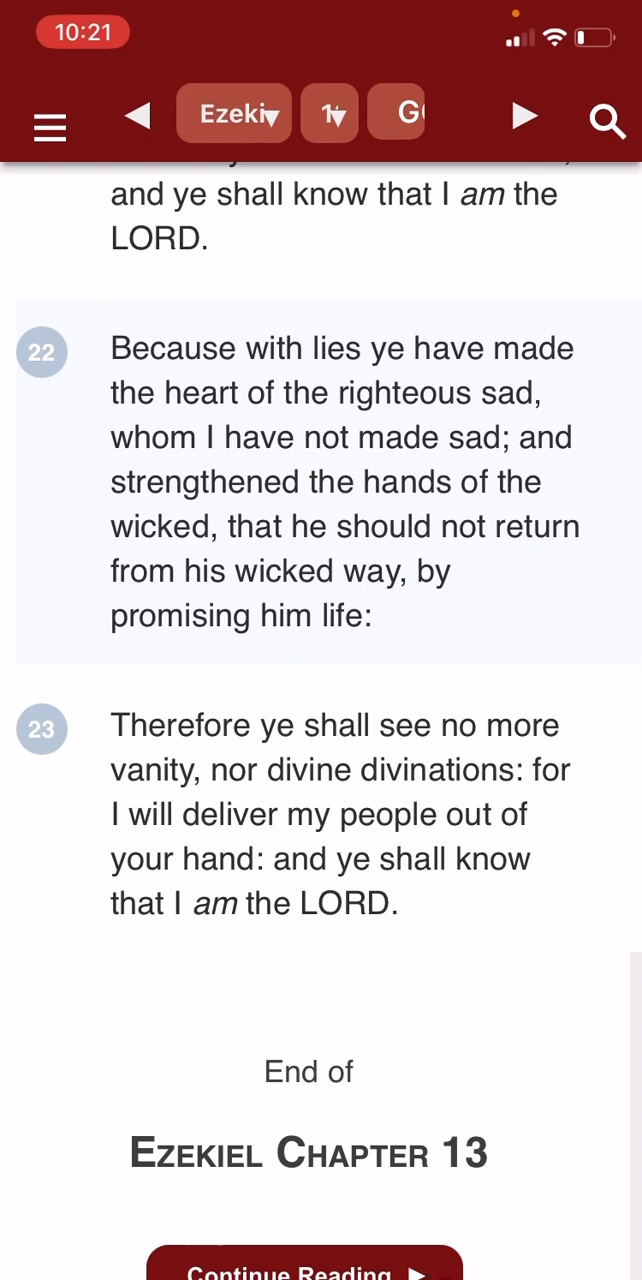 10:21
Ezeki
G
and ye shall know that I am the
LORD.
22
Because with lies ye have made
the heart of the righteous sad,
whom I have not made sad; and
strengthened the hands of the
wicked, that he should not return
from his wicked way, by
promising him life:
23
Therefore ye shall see no more
vanity, nor divine divinations: for
I will deliver my people out of
your hand: and ye shall know
that I am the LORD.
End of
EZEKIEL CHAPTER 13
Continue Reading